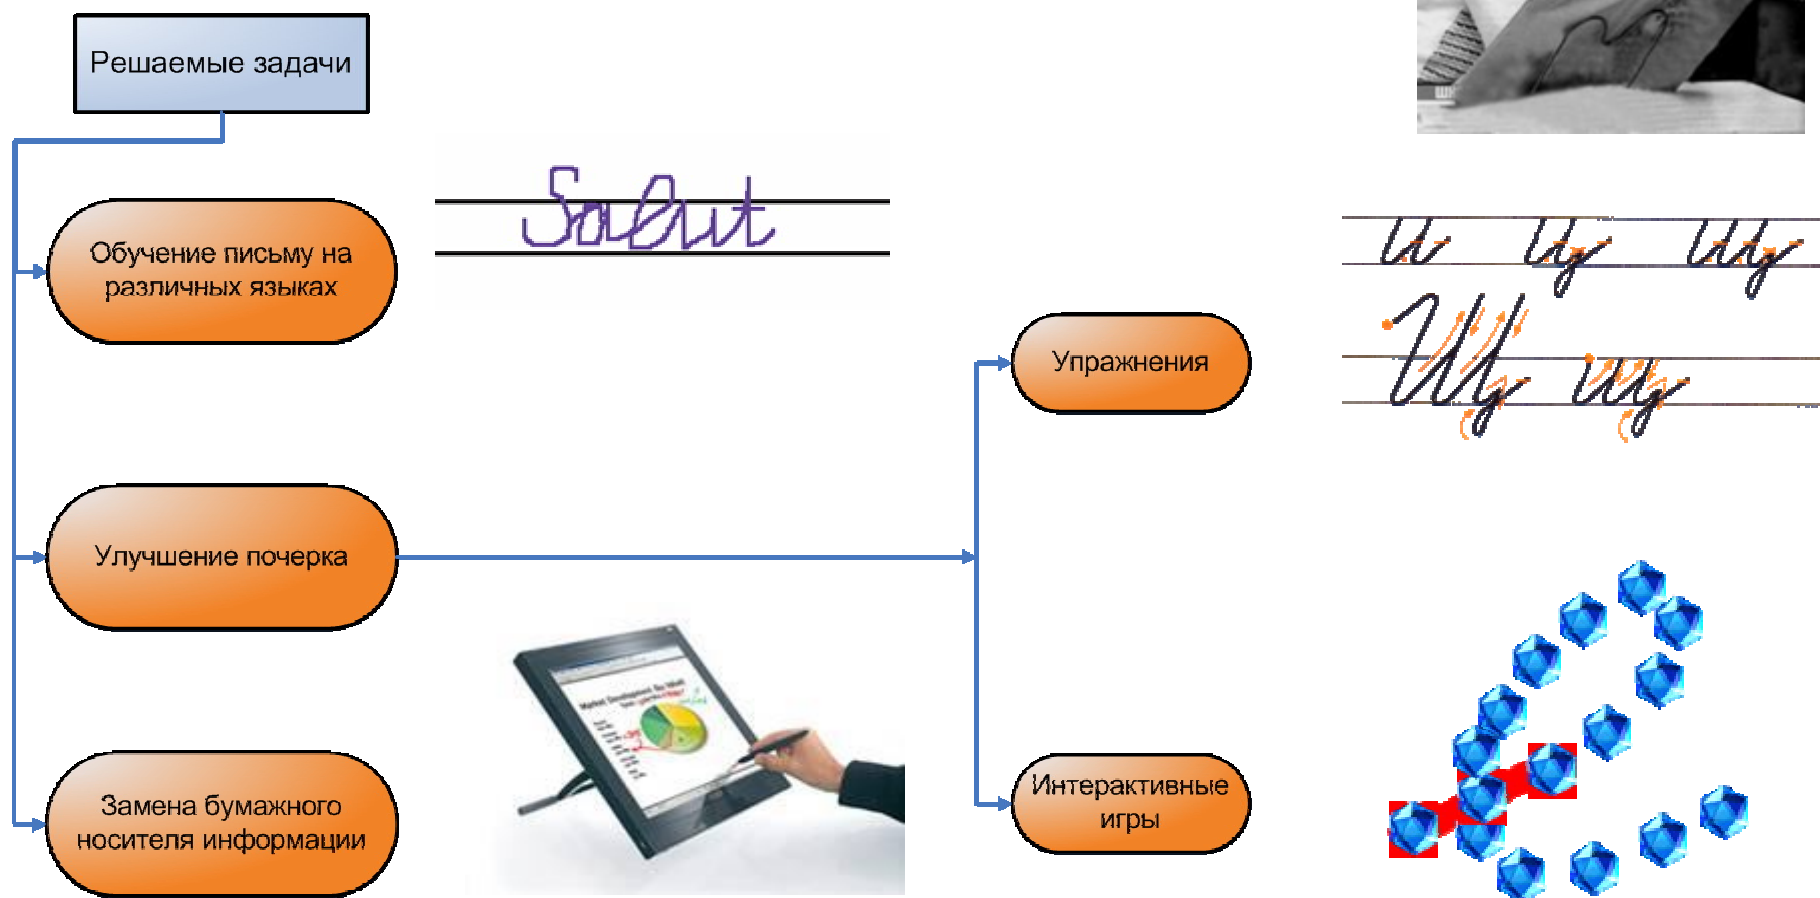 Решаемые задачи
Обучение письму на
различных языках
Salut
Упражнения
Улучшение почерка
Замена бумажного
носителя информации
Интерактивные
игры